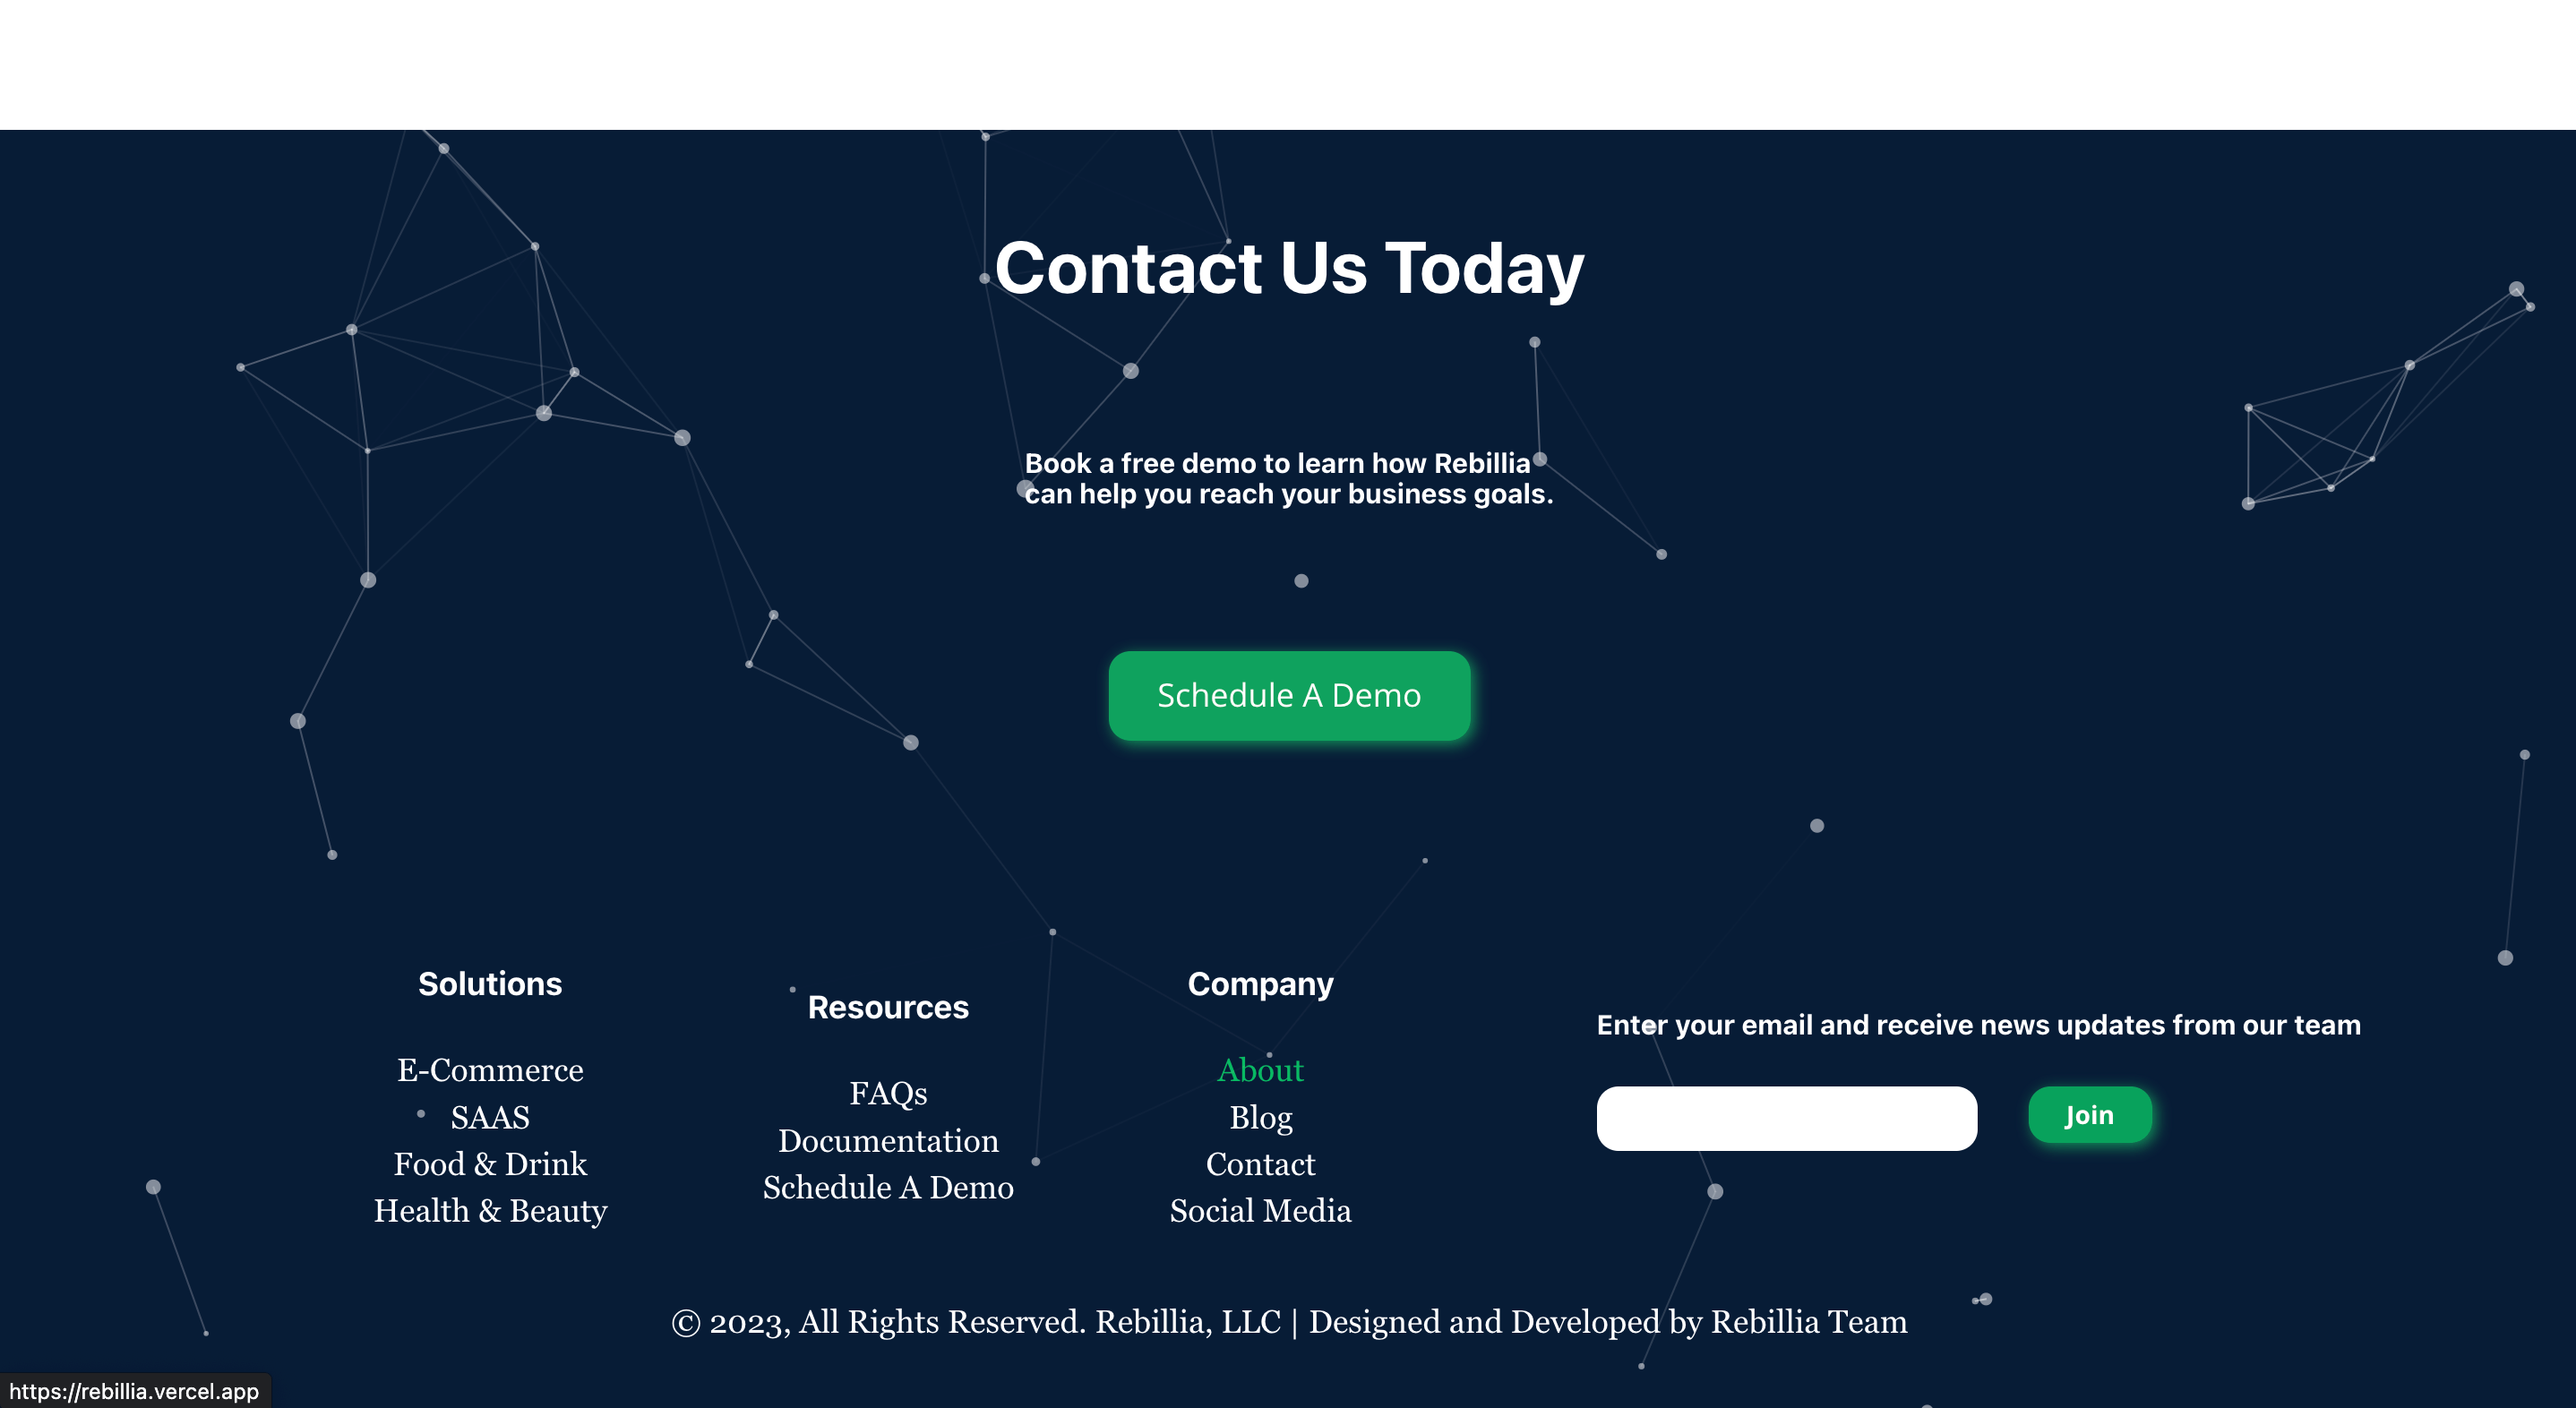 Contact Us Today
Book a free demo to learn how Rebillia
can help you reach your business goals.
Schedule A Demo
Solutions
E-Commerce
SAAS
Food & Drink
Health & Beauty
Resources
FAQs
Documentation
Schedule A Demo
Company
About
Blog
Contact
Social Media
Enter your email and receive news updates from our team
Join
© 2023, All Rights Reserved. Rebillia, LLC | Designed and Developed by Rebillia Team
https://rebillia.vercel.app